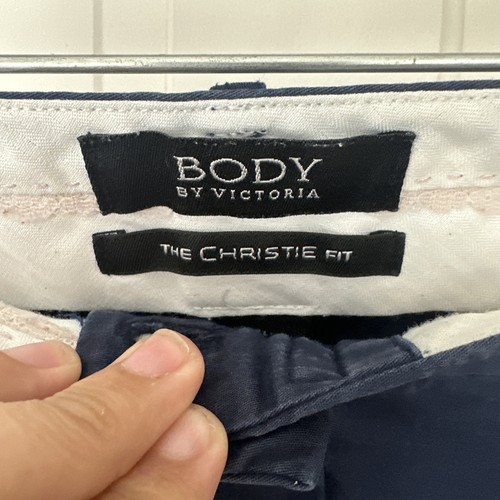 BODY
BY VICTORIA
THE CHRISTIE FIT